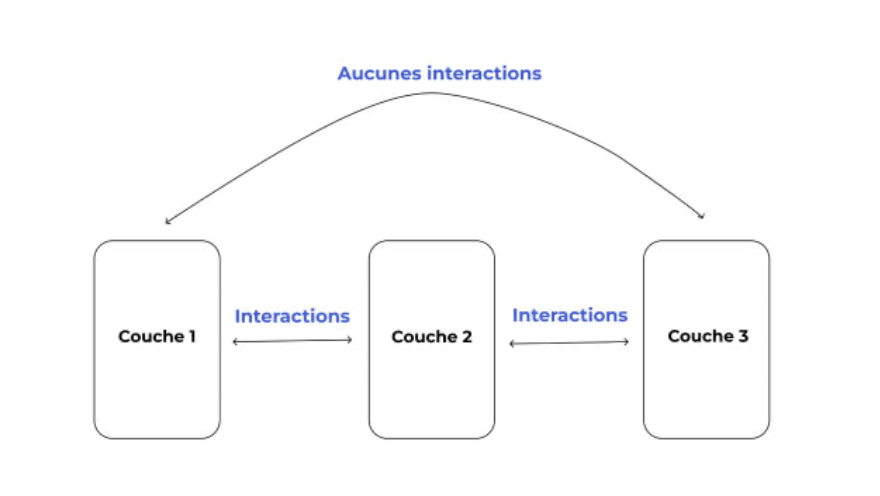 Aucunes interactions
Interactions
Interactions
Couche 1
Couche 2
Couche 3